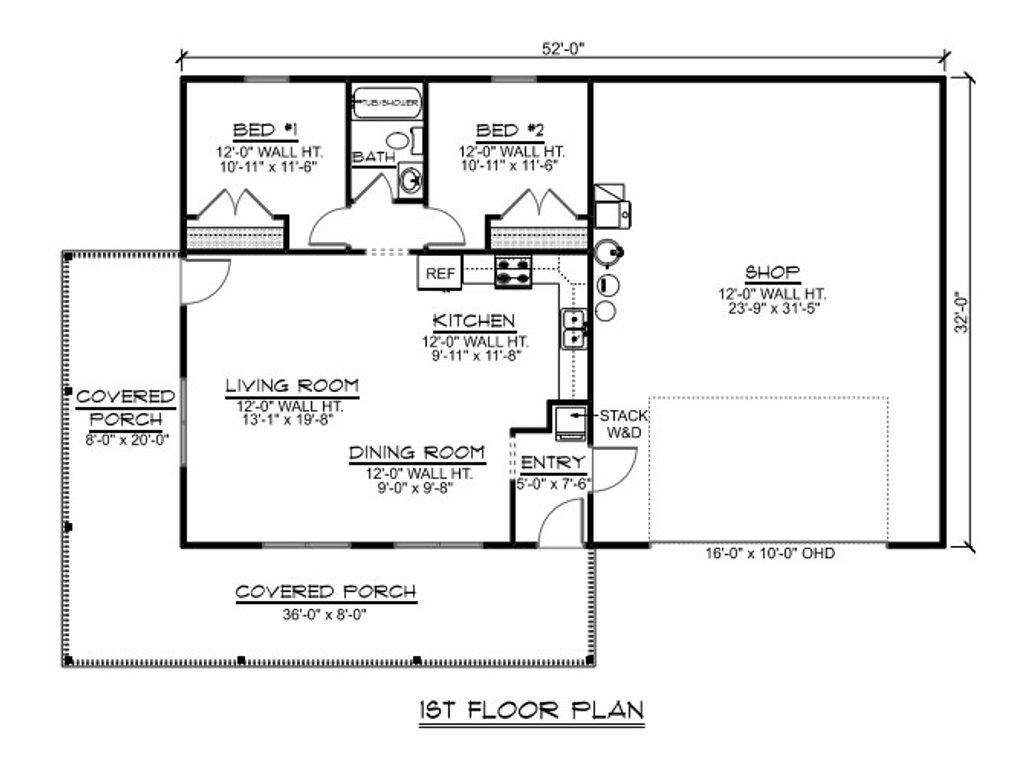 52'-0"
TUB/SHOWER
BED #1
12'-0" WALL HT.
10'-11" x 11'-6"
BATH
BED #2
12'-0" WALL HT.
10'-11" x 11'-6"
REF
SHOP
12'-0" WALL HT.
23'-9" x 31'-5"
32'-0"
KITCHEN
12'-0" WALL HT.
9'-11" x 11'-8"
LIVING ROOM
12'-0" WALL HT.
13'-1" x 19'-8"
COVERED
PORCH
8'-0" x 20'-0"
STACK
W&D
DINING ROOM
12'-0" WALL HT.
9'-0" x 9'-8"
ENTRY
5'-0" x 7'-6"
16'-0" x 10'-0" OHD
COVERED PORCH
36'-0" x 8'-0"
1ST FLOOR PLAN